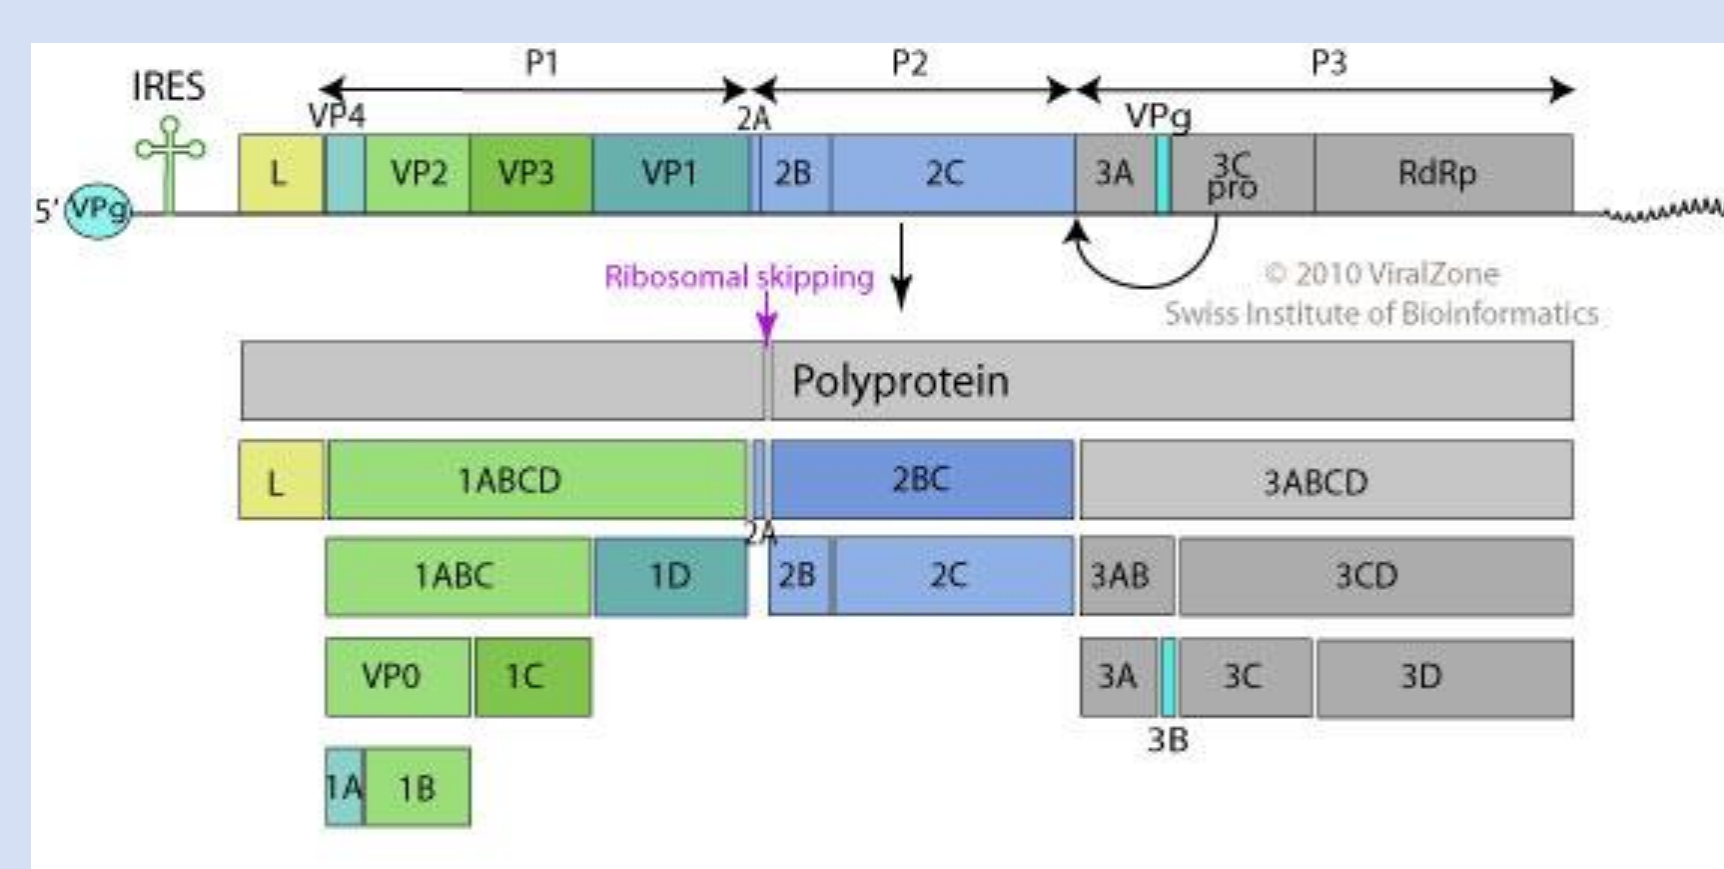 P1
P2
P3
IRES
VP4
2A
VPg
L
VP2
VP3
VP1
2B
2C
3A
3C
pro
RdRp
5'
VPg
Ribosomal skipping
© 2010 ViralZone
Swiss Institute of Bioinformatics
Polyprotein
L
1ABCD
2BC
3ABCD
2A
1ABC
1D
2B
2C
3AB
3CD
VP0
1C
3A
3C
3D
3B
1A
1B